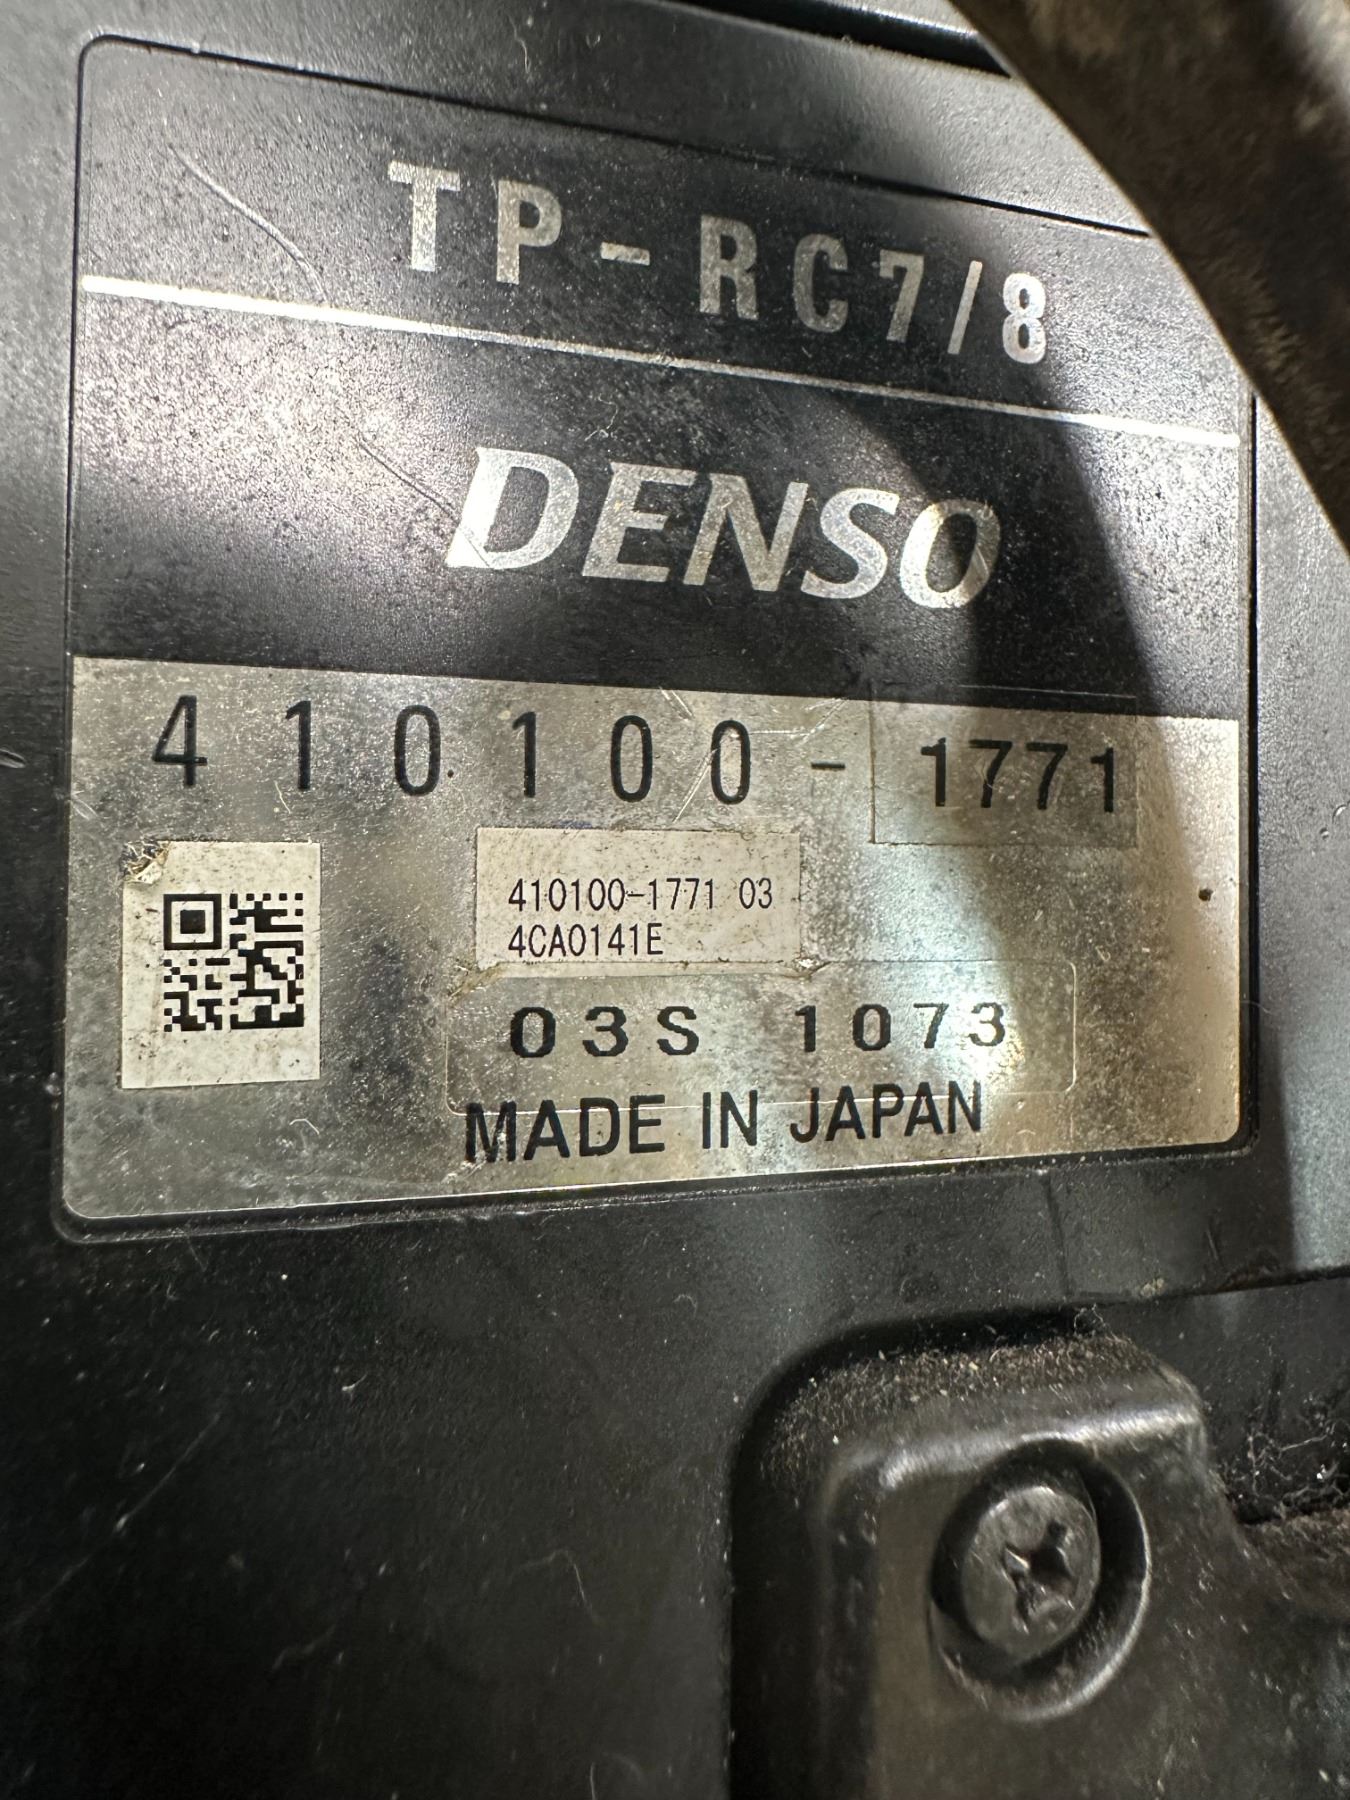 TP-RC7/8
DENSO
410100-1771
410100-1771 03
4CA0141E
03S 1073
MADE IN JAPAN